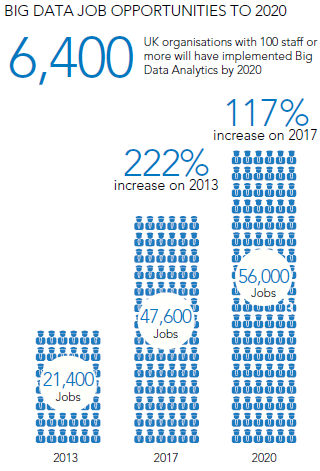 BIG DATA JOB OPPORTUNITIES TO 2020
6,400
UK organisations with 100 staff or
more will have implemented Big
Data Analytics by 2020
117%
increase on 2017
222%
increase on 2013
56,000
Jobs
47,600
Jobs
21,400
Jobs
2013
2017
2020